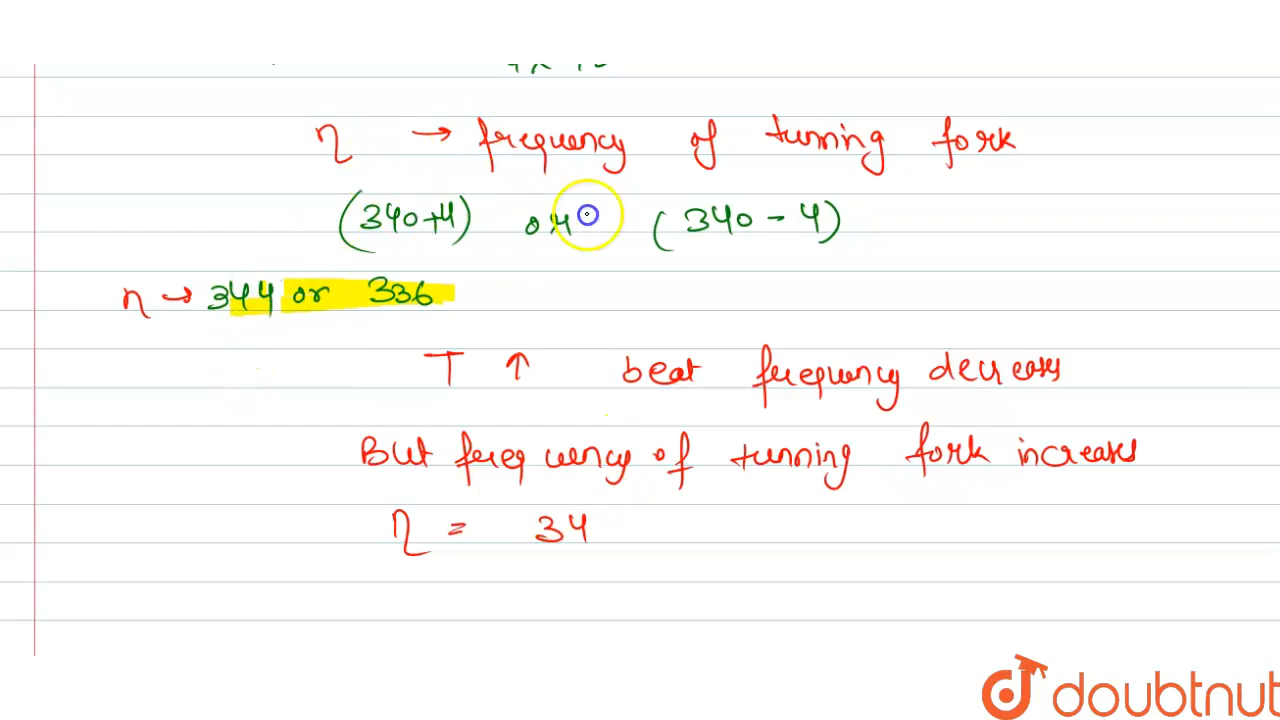 η → frequency of tunning fork
(340+4) or (340-4)
η → 344 or 336
T ↑ beat frequency decreases
But frequency of tunning fork increases
η = 34
doubtnut